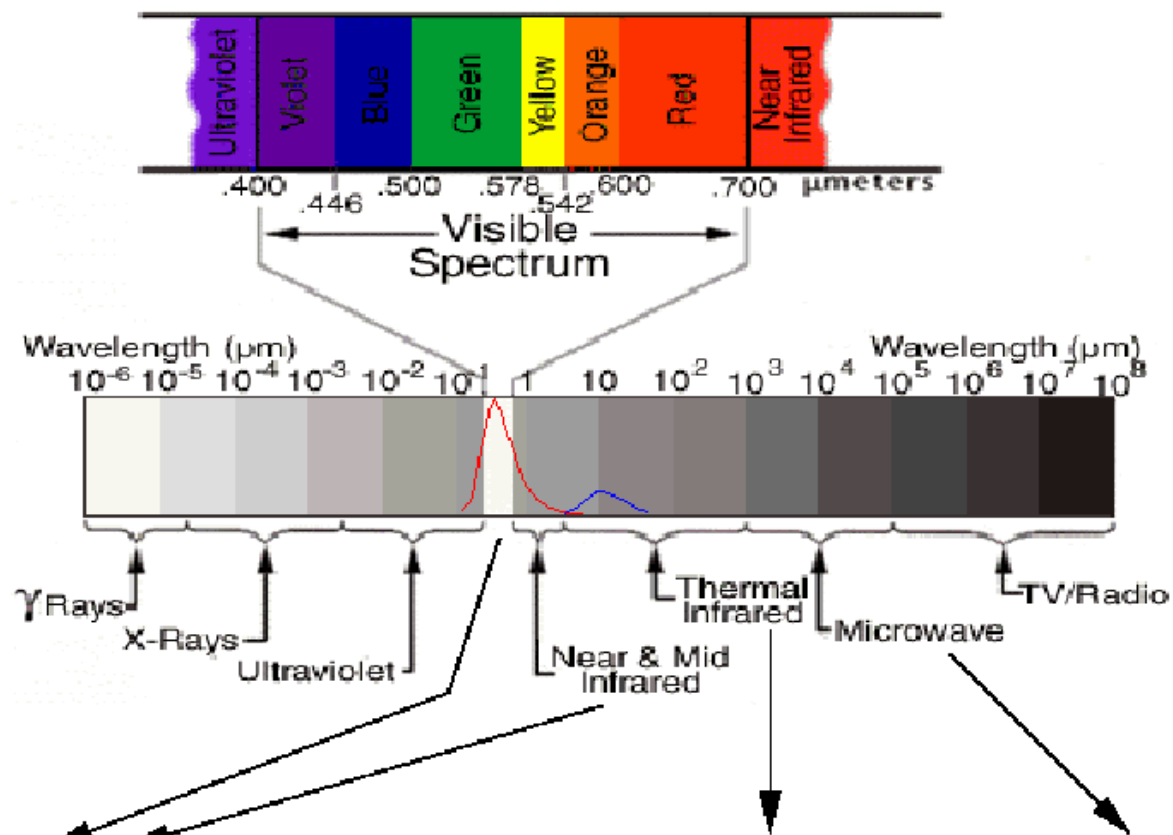 Ultraviolet
Violet
Blue
Green
Yellow
Orange
Red
Near
Infrared
.400 .500 .578 .600 .700 µmeters
.446 .542
Visible
Spectrum
Wavelength (µm) Wavelength (µm)
10⁻⁶ 10⁻⁵ 10⁻⁴ 10⁻³ 10⁻² 10⁻¹ 1 10 10² 10³ 10⁴ 10⁵ 10⁶ 10⁷ 10⁸
γ Rays
X-Rays
Ultraviolet
Near & Mid
Infrared
Thermal
Infrared
Microwave
TV/Radio